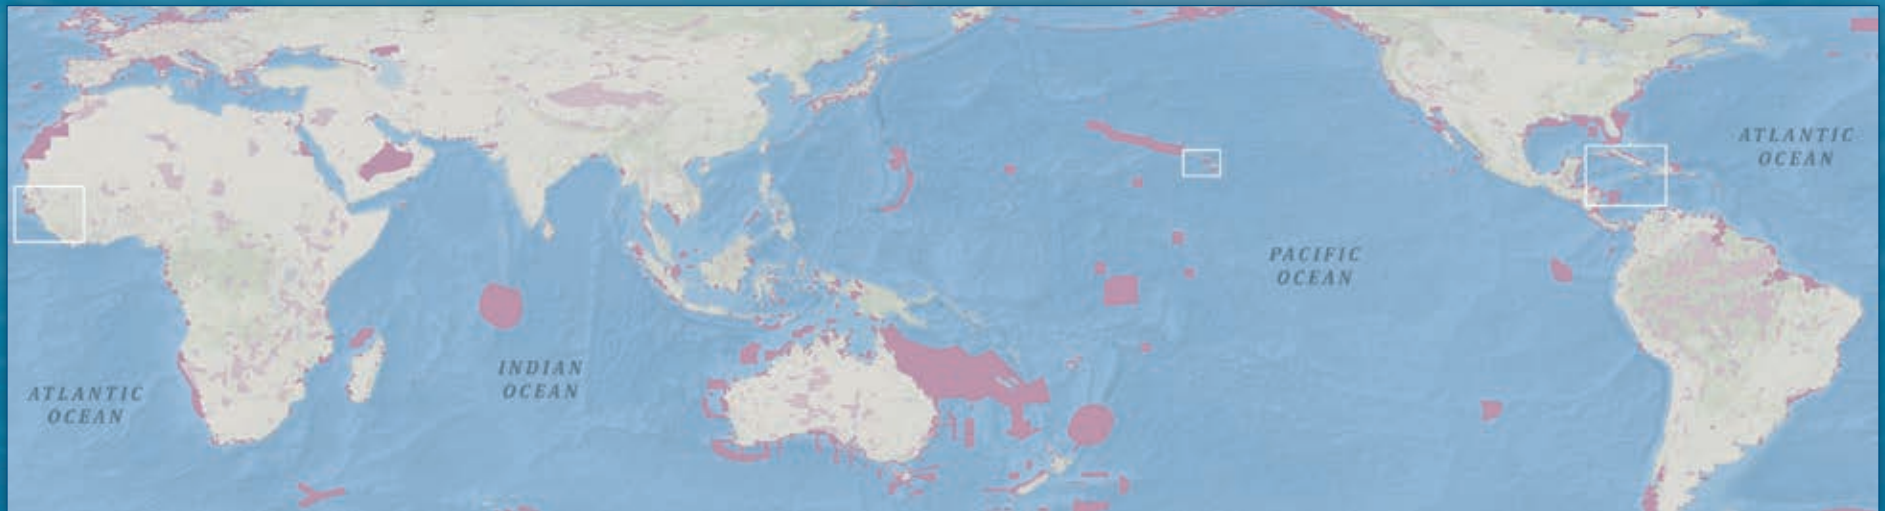 ATLANTIC
OCEAN
PACIFIC
OCEAN
INDIAN
OCEAN
ATLANTIC
OCEAN